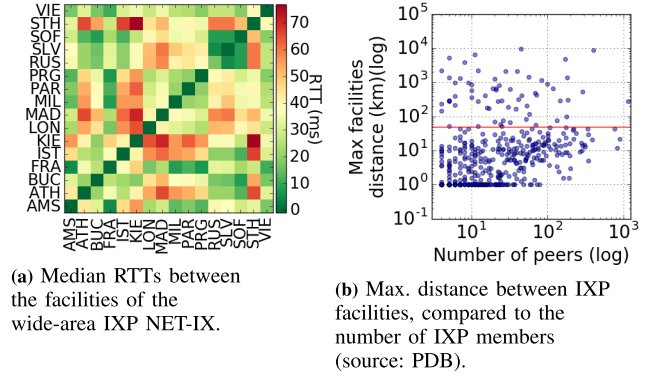 VIE
STH
SOF
SLV
RUS
PRG
PAR
MIL
MAD
LON
KIE
IST
FRA
BUC
ATH
AMS
AMS
ATH
BUC
FRA
IST
KIE
LON
MAD
MIL
PAR
PRG
RUS
SLV
SOF
STH
VIE
70
60
50
40
30
20
10
0
RTT (ms)
(a) Median RTTs between
the facilities of the
wide-area IXP NET-IX.
Max facilities
distance (km)(log)
10^5
10^4
10^3
10^2
10^1
10^0
10^-1
10^1
10^2
10^3
Number of peers (log)
(b) Max. distance between IXP
facilities, compared to the
number of IXP members
(source: PDB).